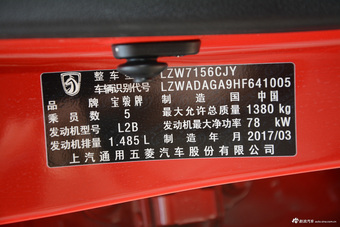 整车型 LZW7156CJY
车辆识别代号 LZWADAGA9HF641005
品牌 宝骏牌 制造国 中国
乘员数 5 最大允许总质量 1380 kg
发动机型号 L2B 发动机最大净功率 78 kW
发动机排量 1.485 L 制造年月 2017/03
上汽通用五菱汽车股份有限公司